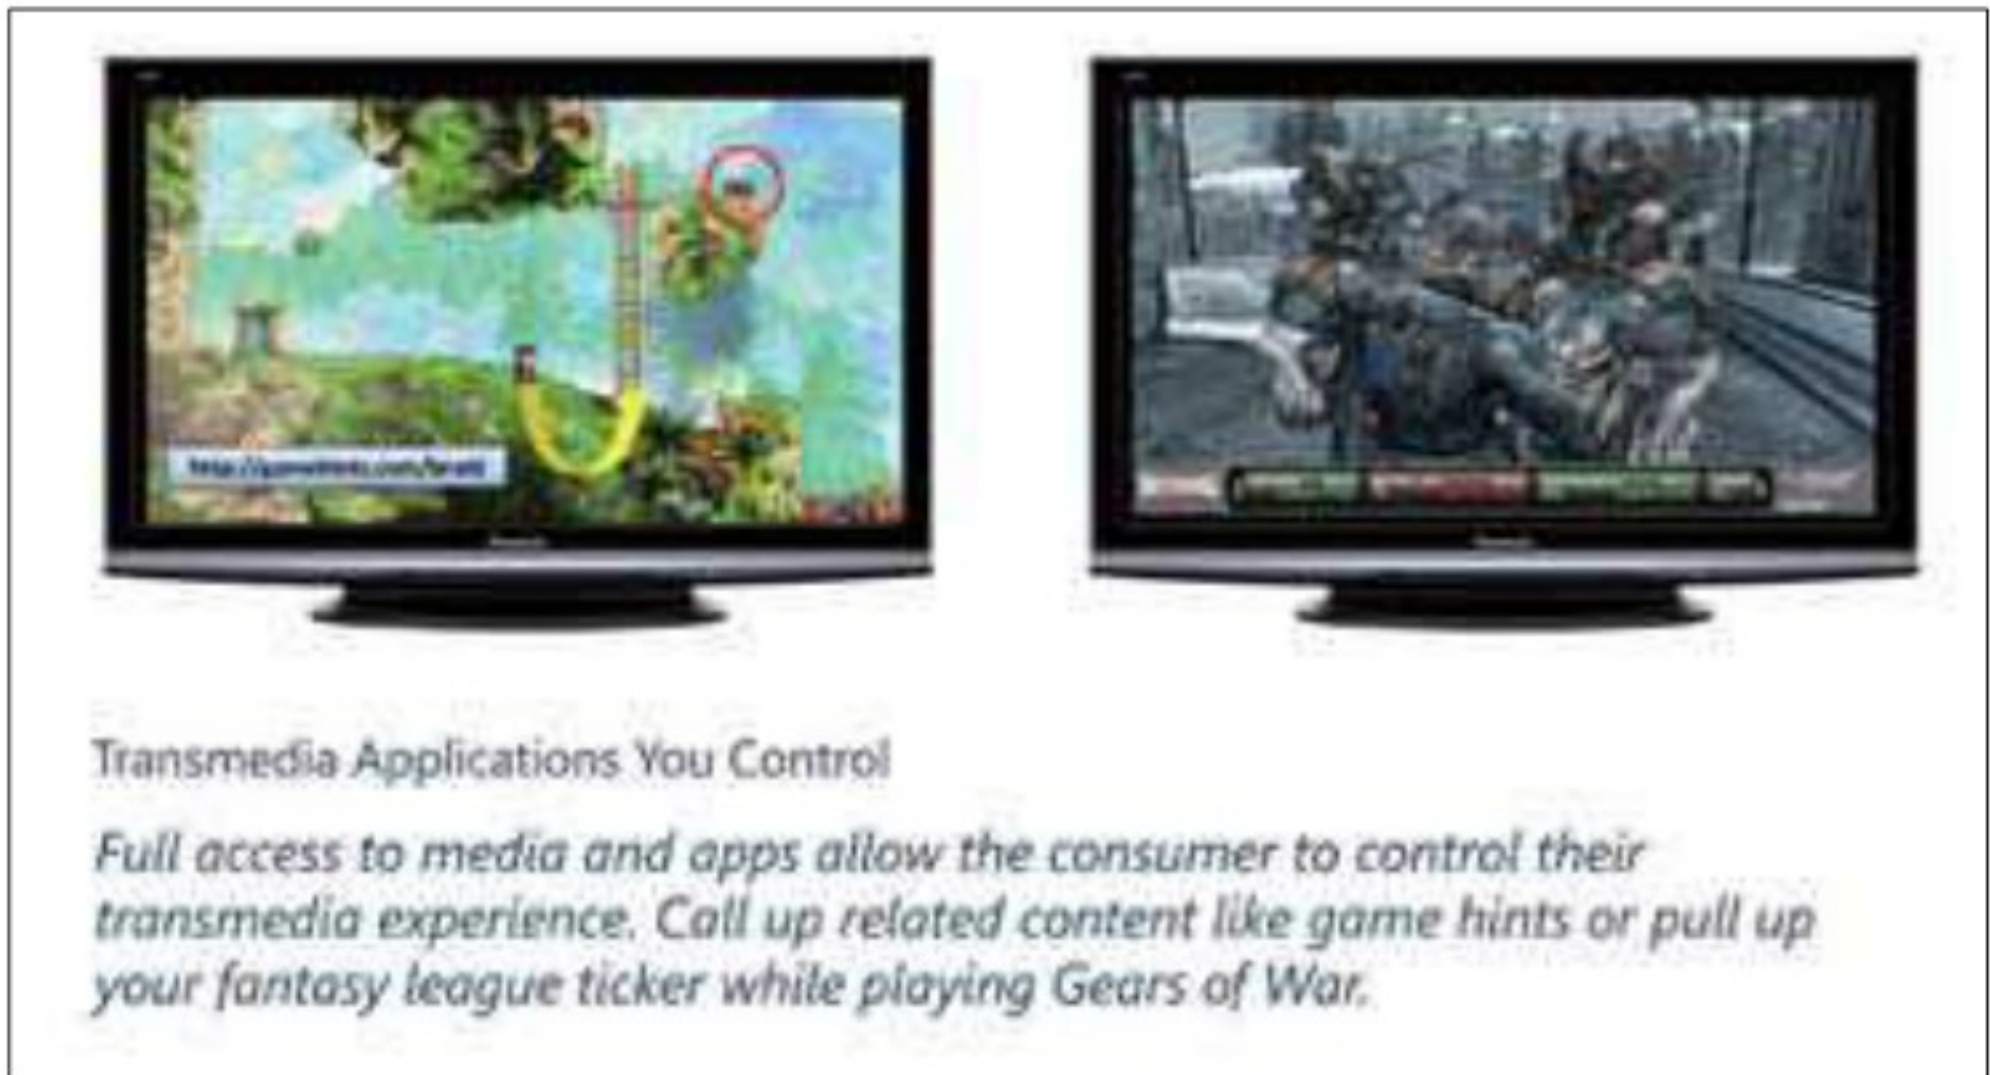 Transmedia Applications You Control
Full access to media and apps allow the consumer to control their
transmedia experience. Call up related content like game hints or pull up
your fantasy league ticker while playing Gears of War.